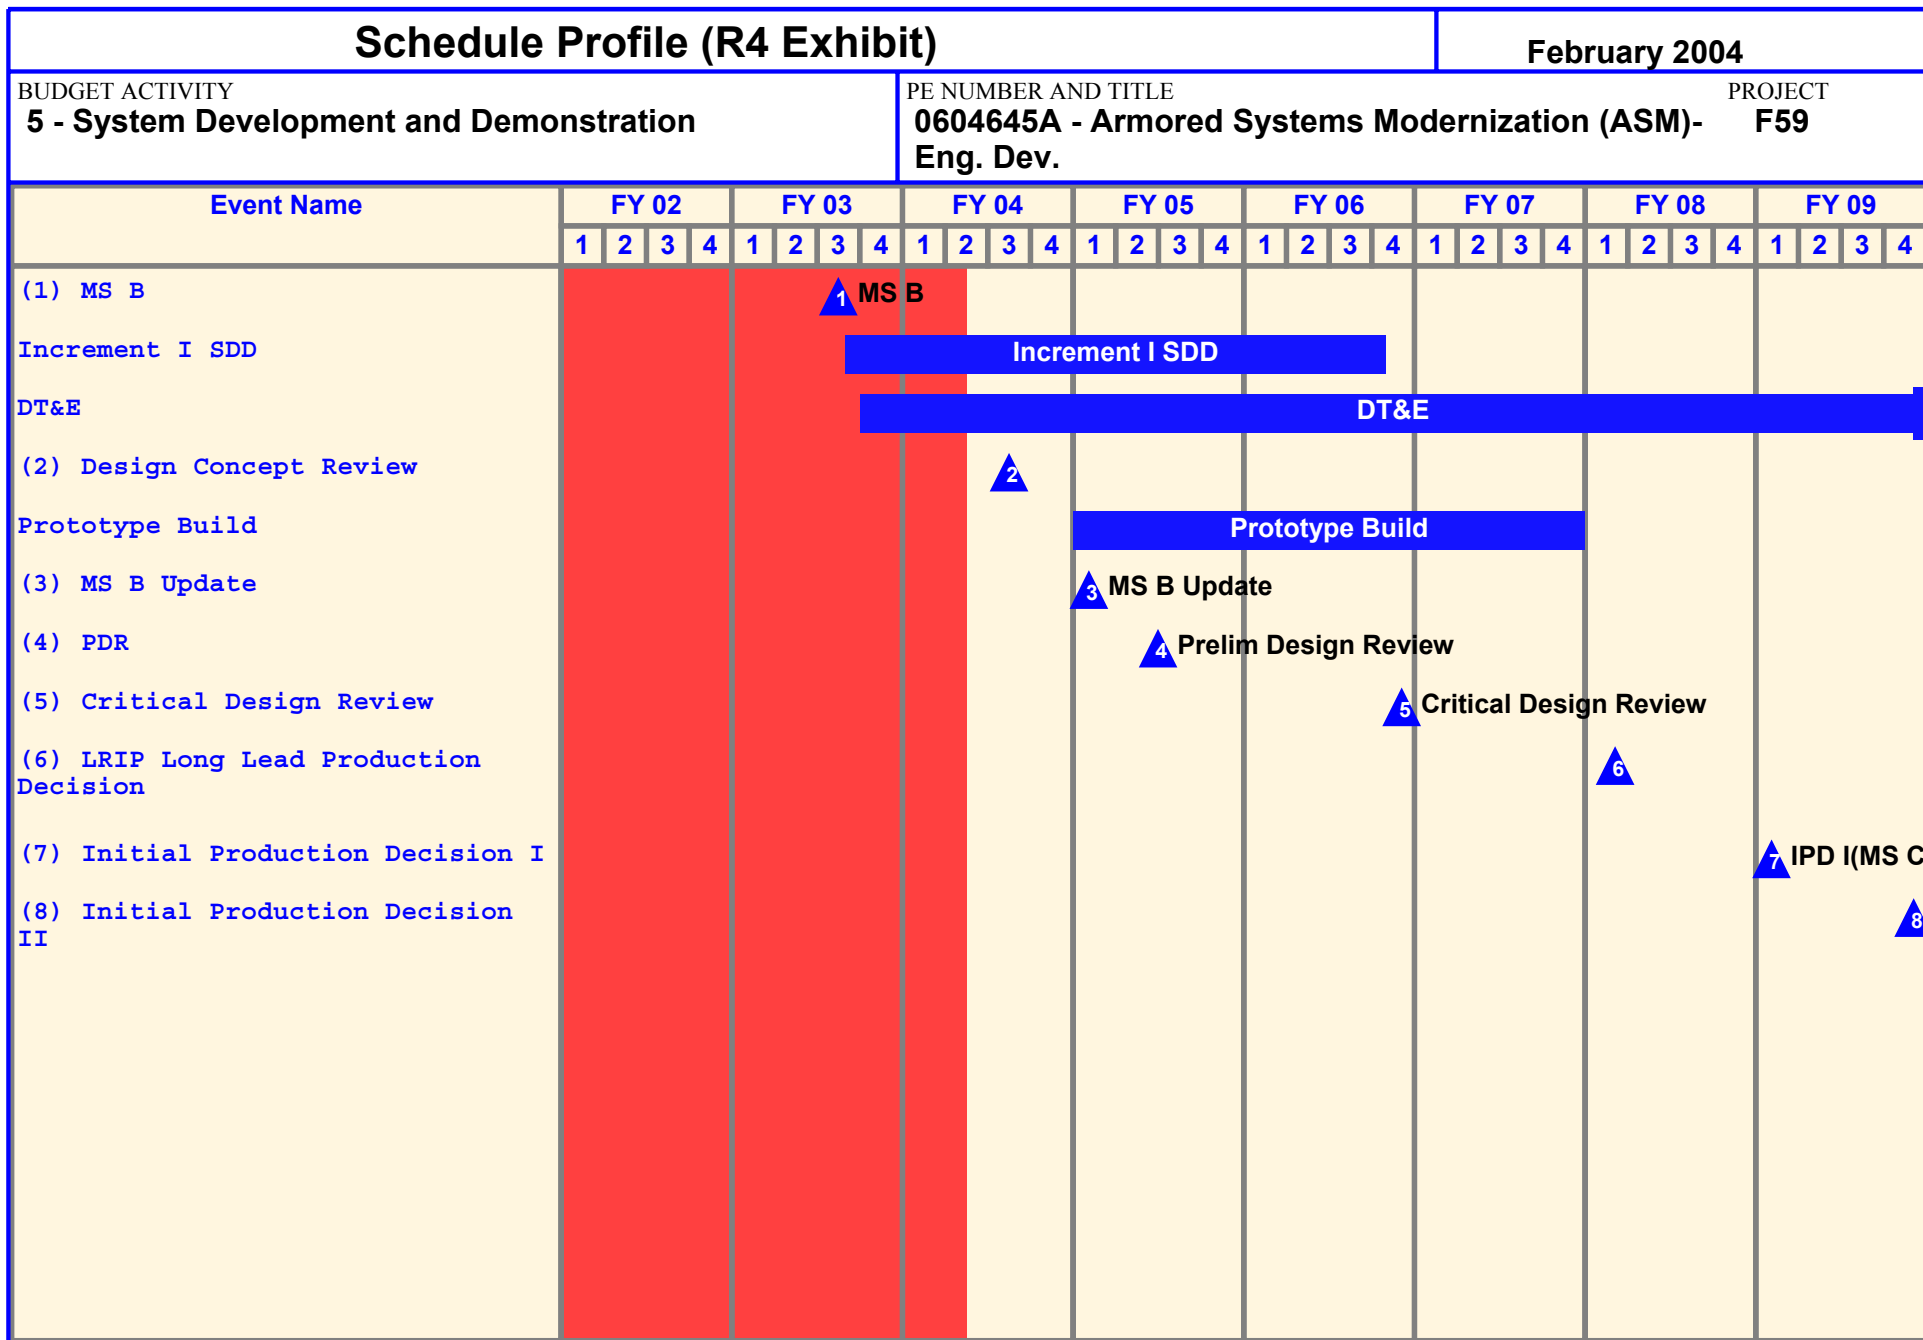 Schedule Profile (R4 Exhibit)
February 2004
BUDGET ACTIVITY
5 - System Development and Demonstration
PE NUMBER AND TITLE
0604645A - Armored Systems Modernization (ASM)-
Eng. Dev.
PROJECT
F59
Event Name
FY 02 FY 03 FY 04 FY 05 FY 06 FY 07 FY 08 FY 09
1 2 3 4 1 2 3 4 1 2 3 4 1 2 3 4 1 2 3 4 1 2 3 4 1 2 3 4 1 2 3 4
(1) MS B
1 MS B
Increment I SDD
Increment I SDD
DT&E
DT&E
(2) Design Concept Review
2
Prototype Build
Prototype Build
(3) MS B Update
3 MS B Update
(4) PDR
4 Prelim Design Review
(5) Critical Design Review
5 Critical Design Review
(6) LRIP Long Lead Production
Decision
6
(7) Initial Production Decision I
7 IPD I(MS C
(8) Initial Production Decision
II
8